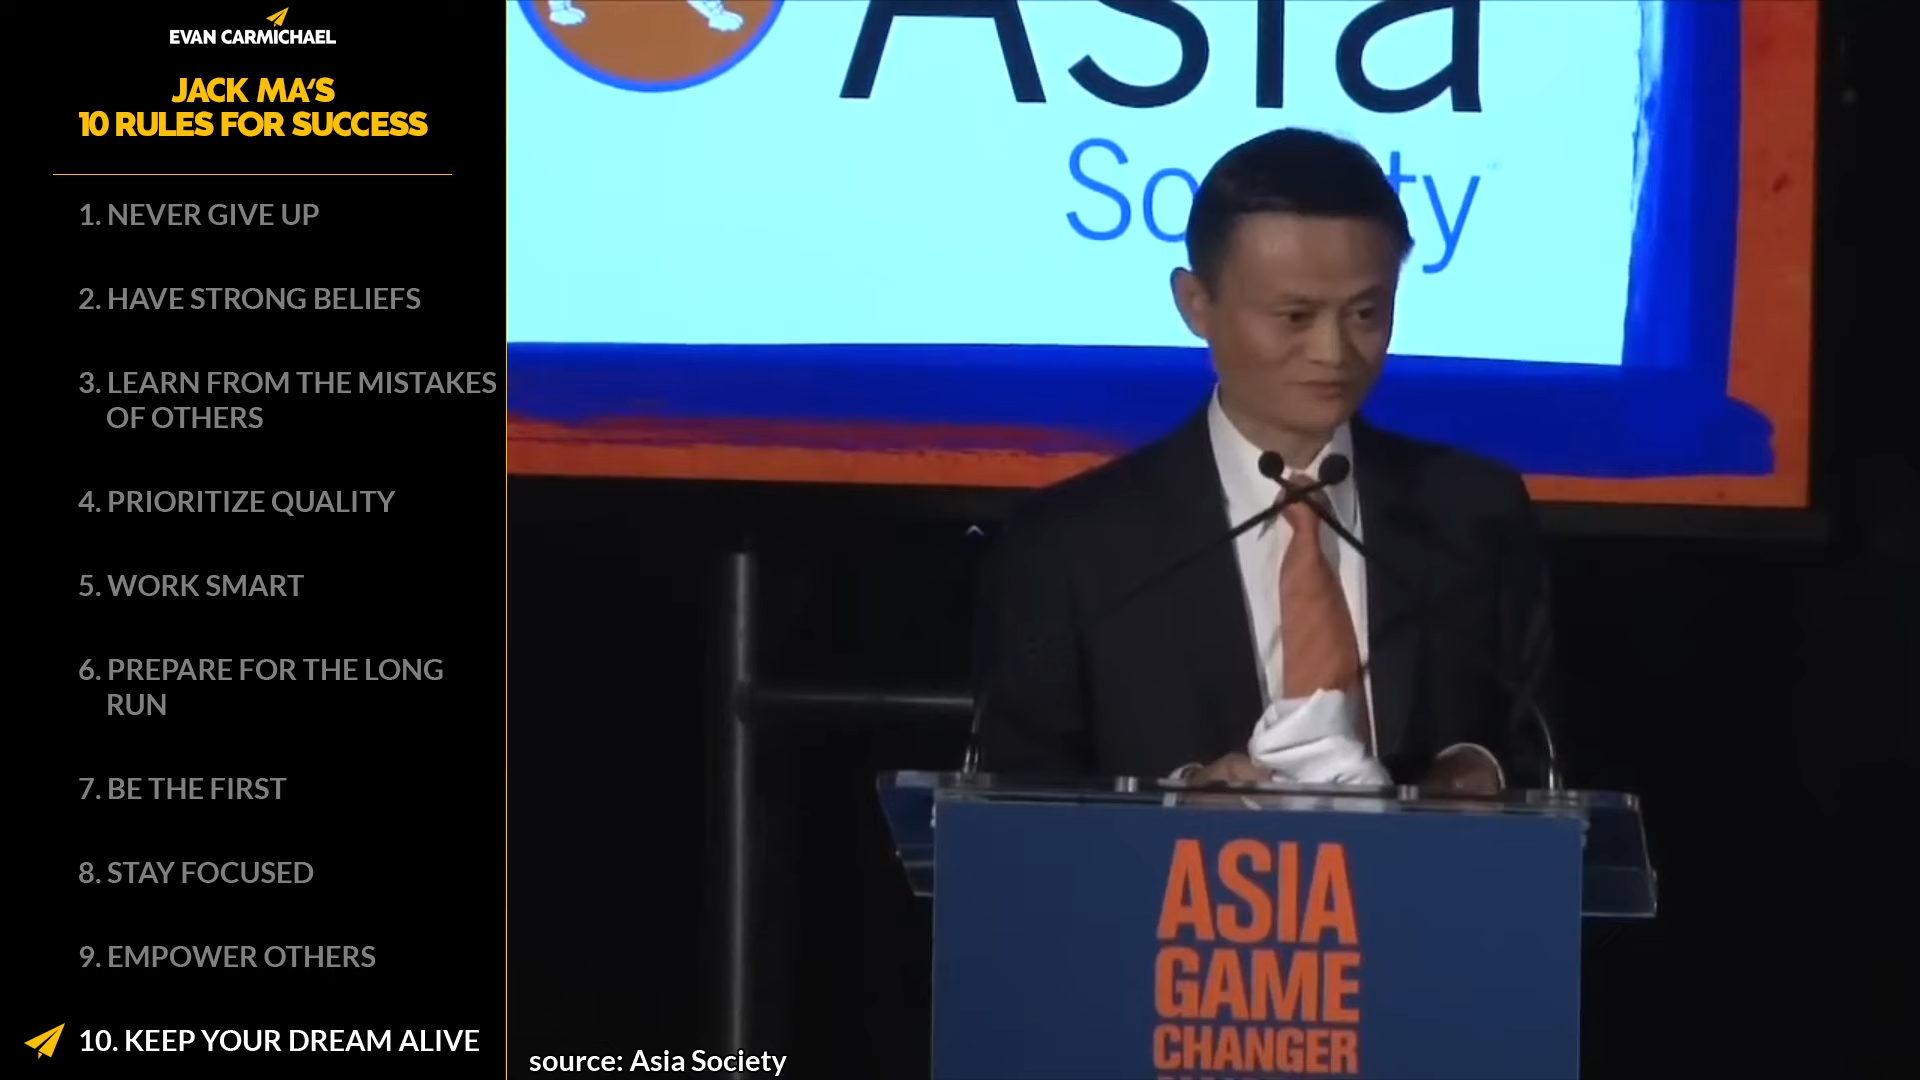 EVAN CARMICHAEL
JACK MA'S
10 RULES FOR SUCCESS
1. NEVER GIVE UP
2. HAVE STRONG BELIEFS
3. LEARN FROM THE MISTAKES
OF OTHERS
4. PRIORITIZE QUALITY
5. WORK SMART
6. PREPARE FOR THE LONG
RUN
7. BE THE FIRST
8. STAY FOCUSED
9. EMPOWER OTHERS
10. KEEP YOUR DREAM ALIVE
Asia
ASIA
GAME
CHANGER
source: Asia Society